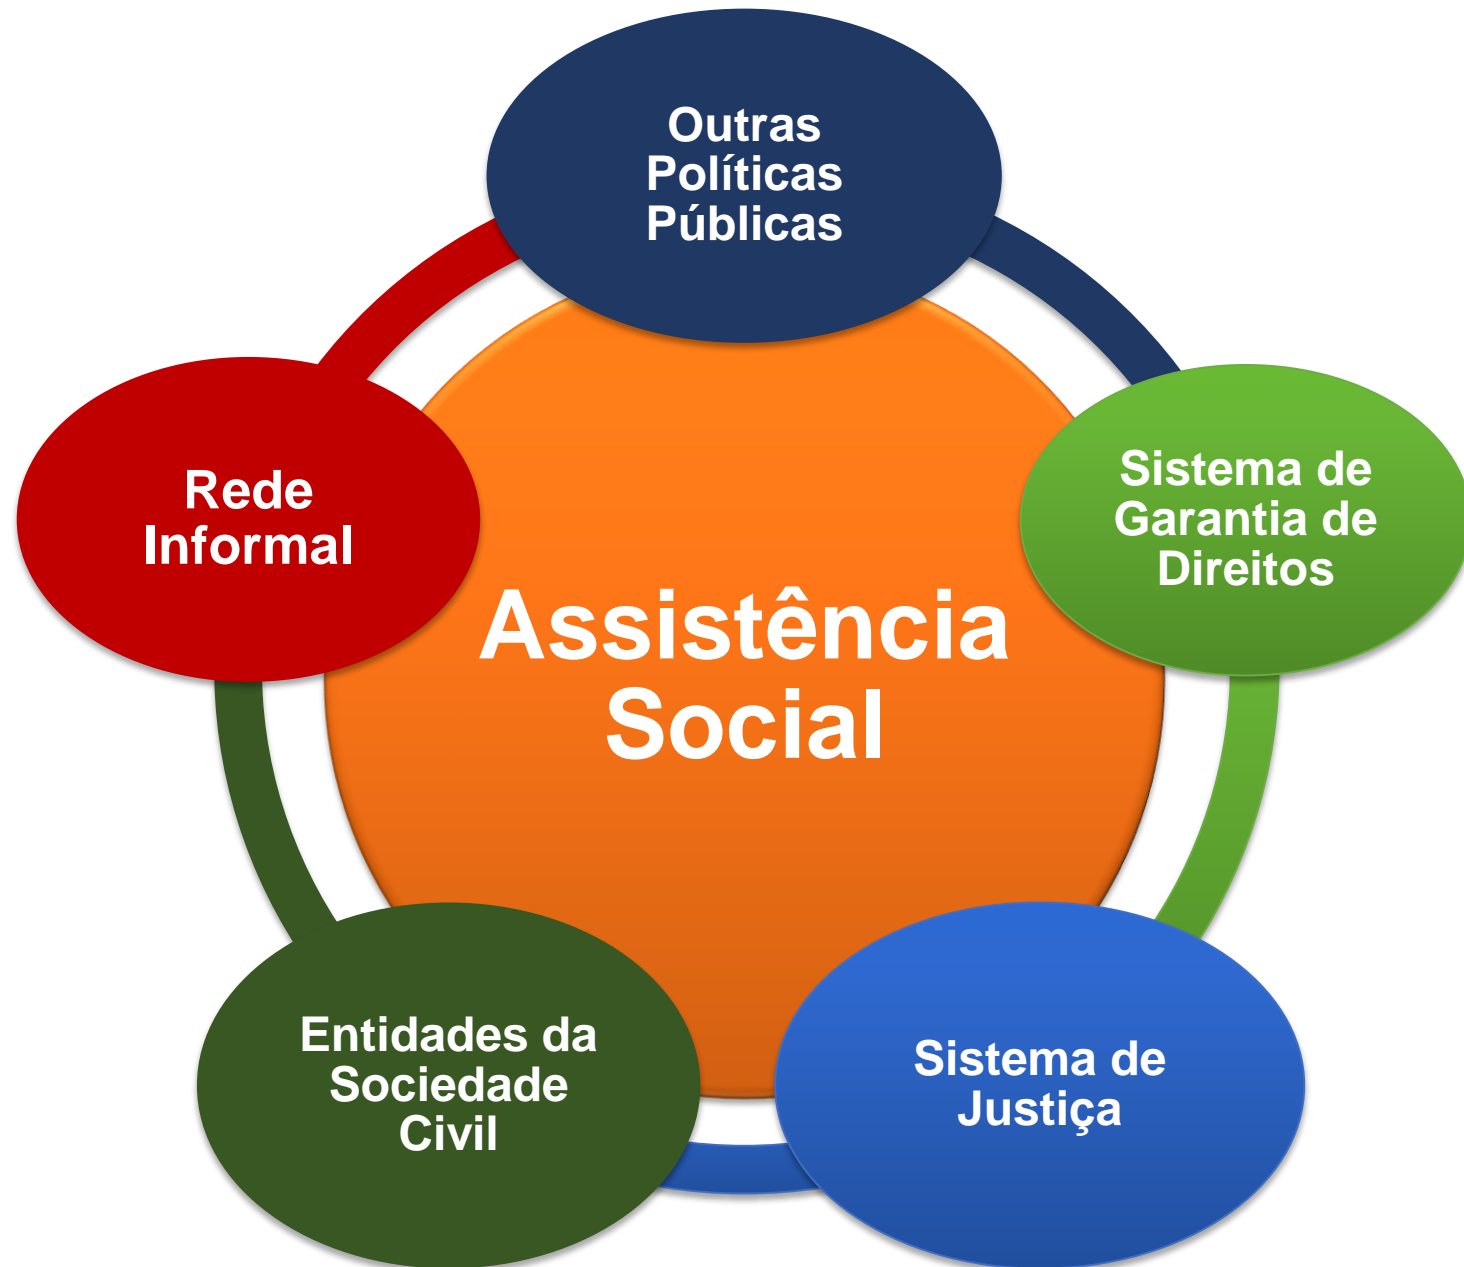 Outras
Políticas
Públicas
Sistema de
Garantia de
Direitos
Rede
Informal
Assistência
Social
Entidades da
Sociedade
Civil
Sistema de
Justiça